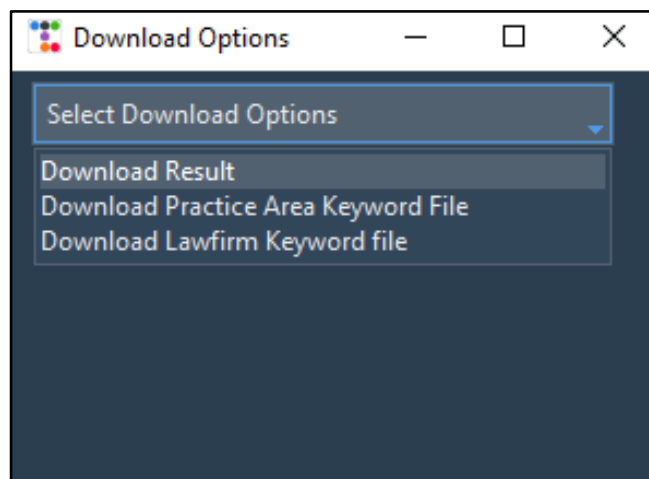 Download Options
Select Download Options
Download Result
Download Practice Area Keyword File
Download Lawfirm Keyword file